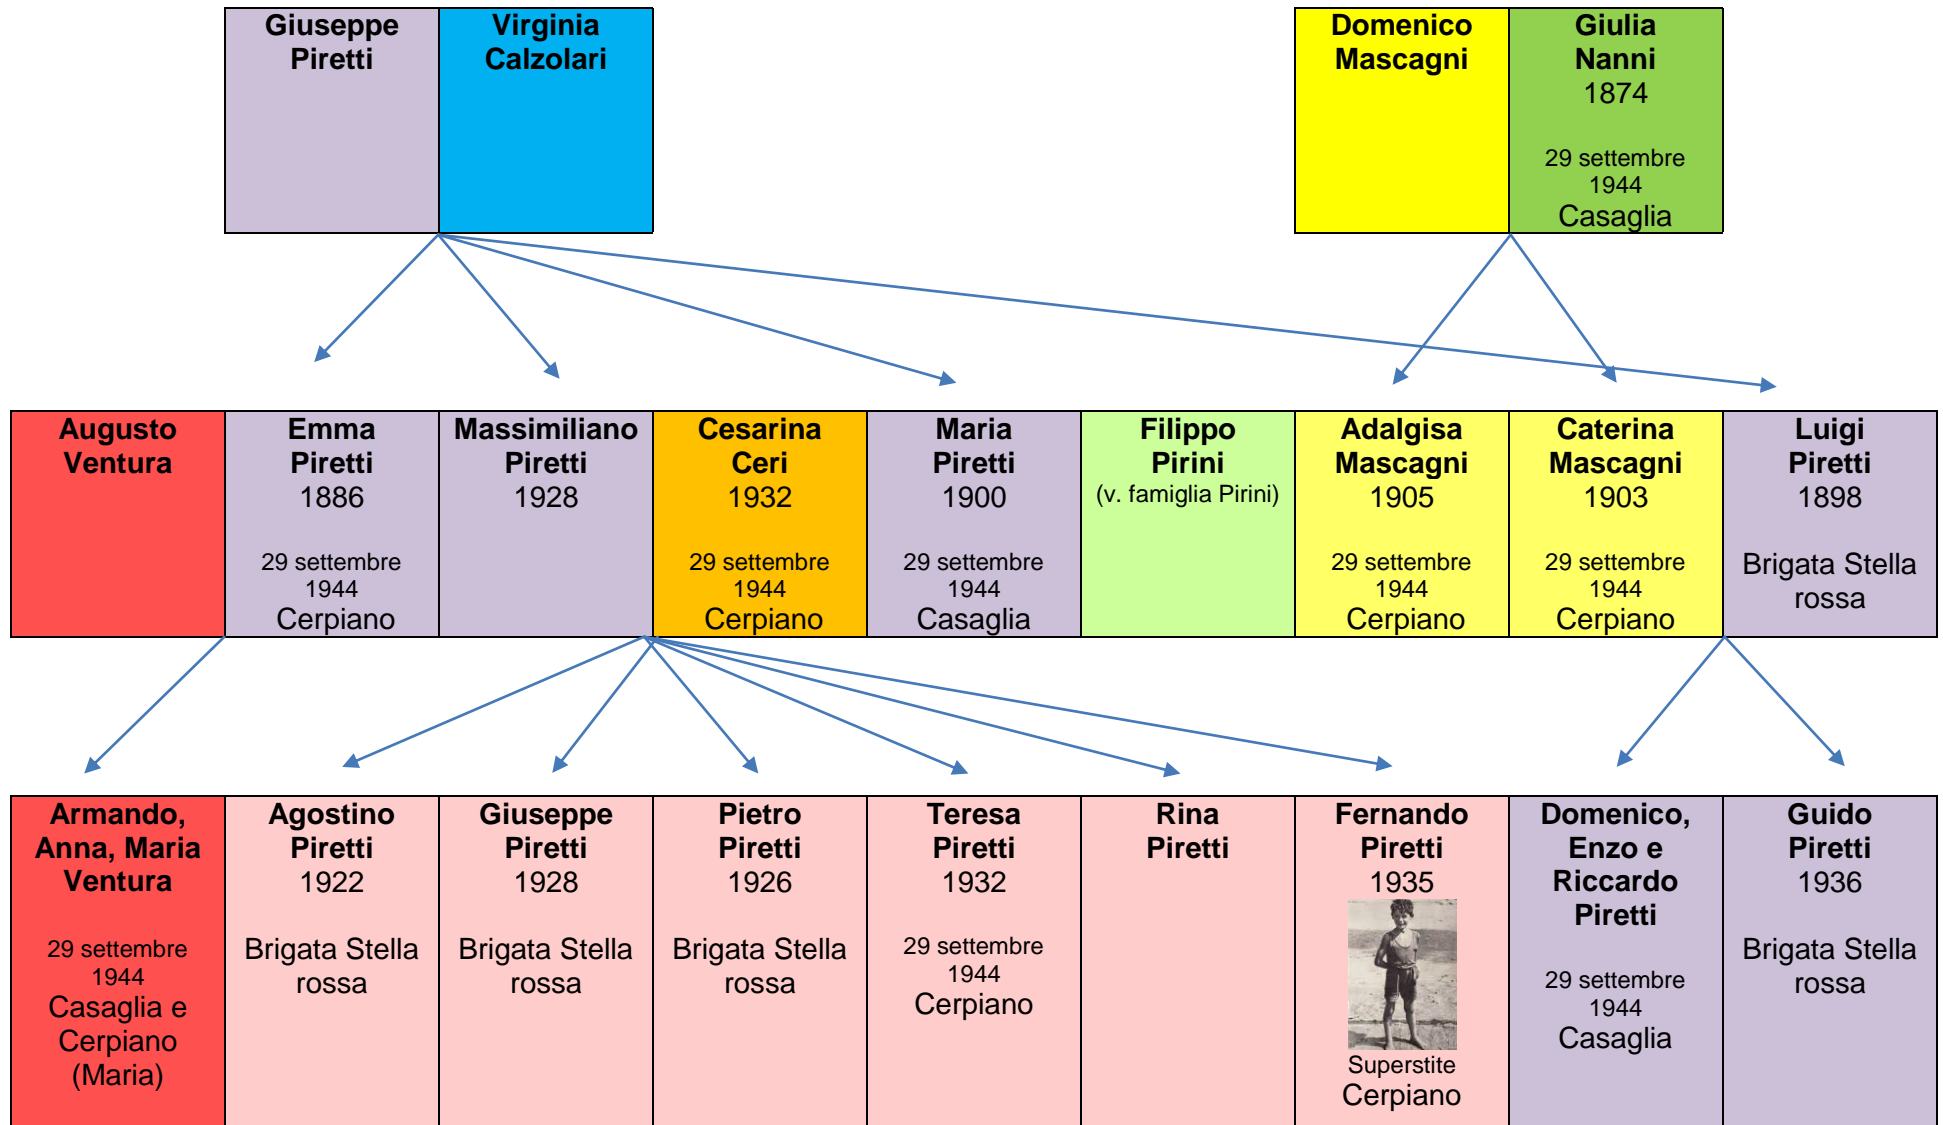 Giuseppe
Piretti
Virginia
Calzolari
Domenico
Mascagni
Giulia
Nanni
1874
29 settembre
1944
Casaglia
Augusto
Ventura
Emma
Piretti
1886
29 settembre
1944
Cerpiano
Massimiliano
Piretti
1928
Cesarina
Ceri
1932
29 settembre
1944
Cerpiano
Maria
Piretti
1900
29 settembre
1944
Casaglia
Filippo
Pirini
(v. famiglia Pirini)
Adalgisa
Mascagni
1905
29 settembre
1944
Cerpiano
Caterina
Mascagni
1903
29 settembre
1944
Cerpiano
Luigi
Piretti
1898
Brigata Stella
rossa
Armando,
Anna, Maria
Ventura
29 settembre
1944
Casaglia e
Cerpiano
(Maria)
Agostino
Piretti
1922
Brigata Stella
rossa
Giuseppe
Piretti
1928
Brigata Stella
rossa
Pietro
Piretti
1926
Brigata Stella
rossa
Teresa
Piretti
1932
29 settembre
1944
Cerpiano
Rina
Piretti
Fernando
Piretti
1935
Superstite
Cerpiano
Domenico,
Enzo e
Riccardo
Piretti
29 settembre
1944
Casaglia
Guido
Piretti
1936
Brigata Stella
rossa